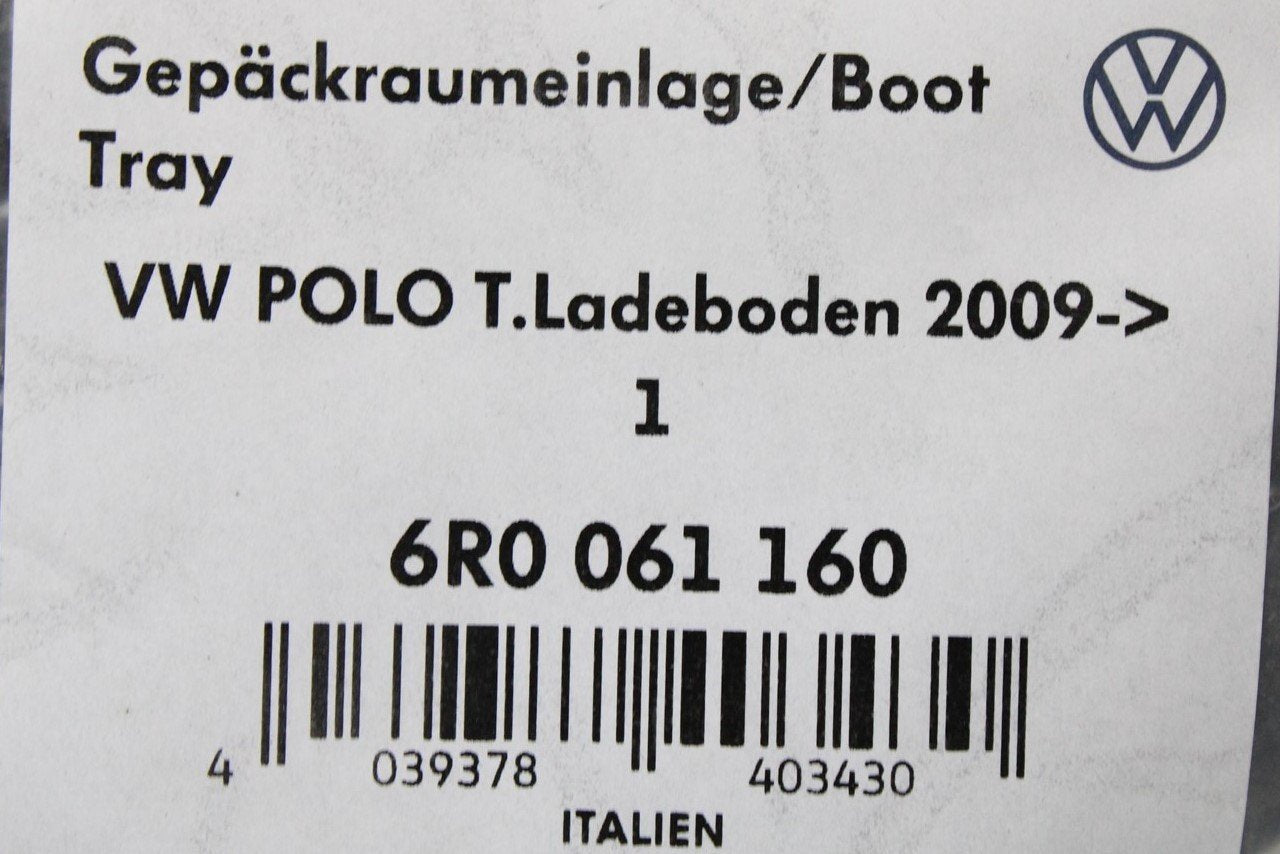 Gepäckraumeinlage/Boot
Tray
VW POLO T.Ladeboden 2009->
1
6R0 061 160
4 039378 403430
ITALIEN